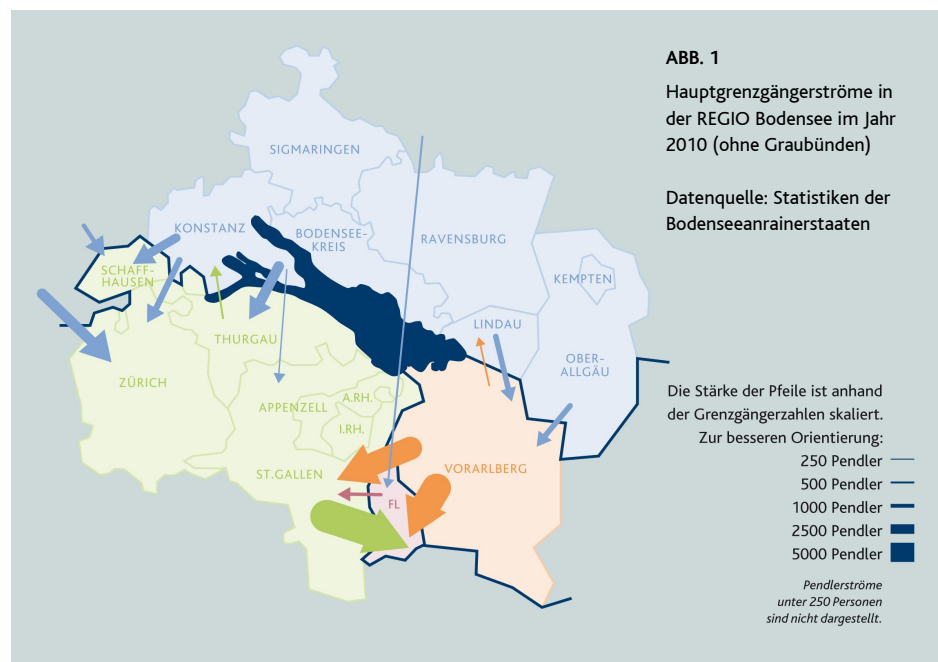 ABB. 1
Hauptgrenzgängerströme in
der REGIO Bodensee im Jahr
2010 (ohne Graubünden)
Datenquelle: Statistiken der
Bodenseeanrainerstaaten
SIGMARINGEN
KONSTANZ
BODENSEE-
KREIS
RAVENSBURG
SCHAFF-
HAUSEN
KEMPTEN
LINDAU
THURGAU
OBER-
ALLGÄU
ZÜRICH
A.RH.
APPENZELL
I.RH.
ST.GALLEN
VORARLBERG
FL
Die Stärke der Pfeile ist anhand
der Grenzgängerzahlen skaliert.
Zur besseren Orientierung:
250 Pendler
500 Pendler
1000 Pendler
2500 Pendler
5000 Pendler
Pendlerströme
unter 250 Personen
sind nicht dargestellt.